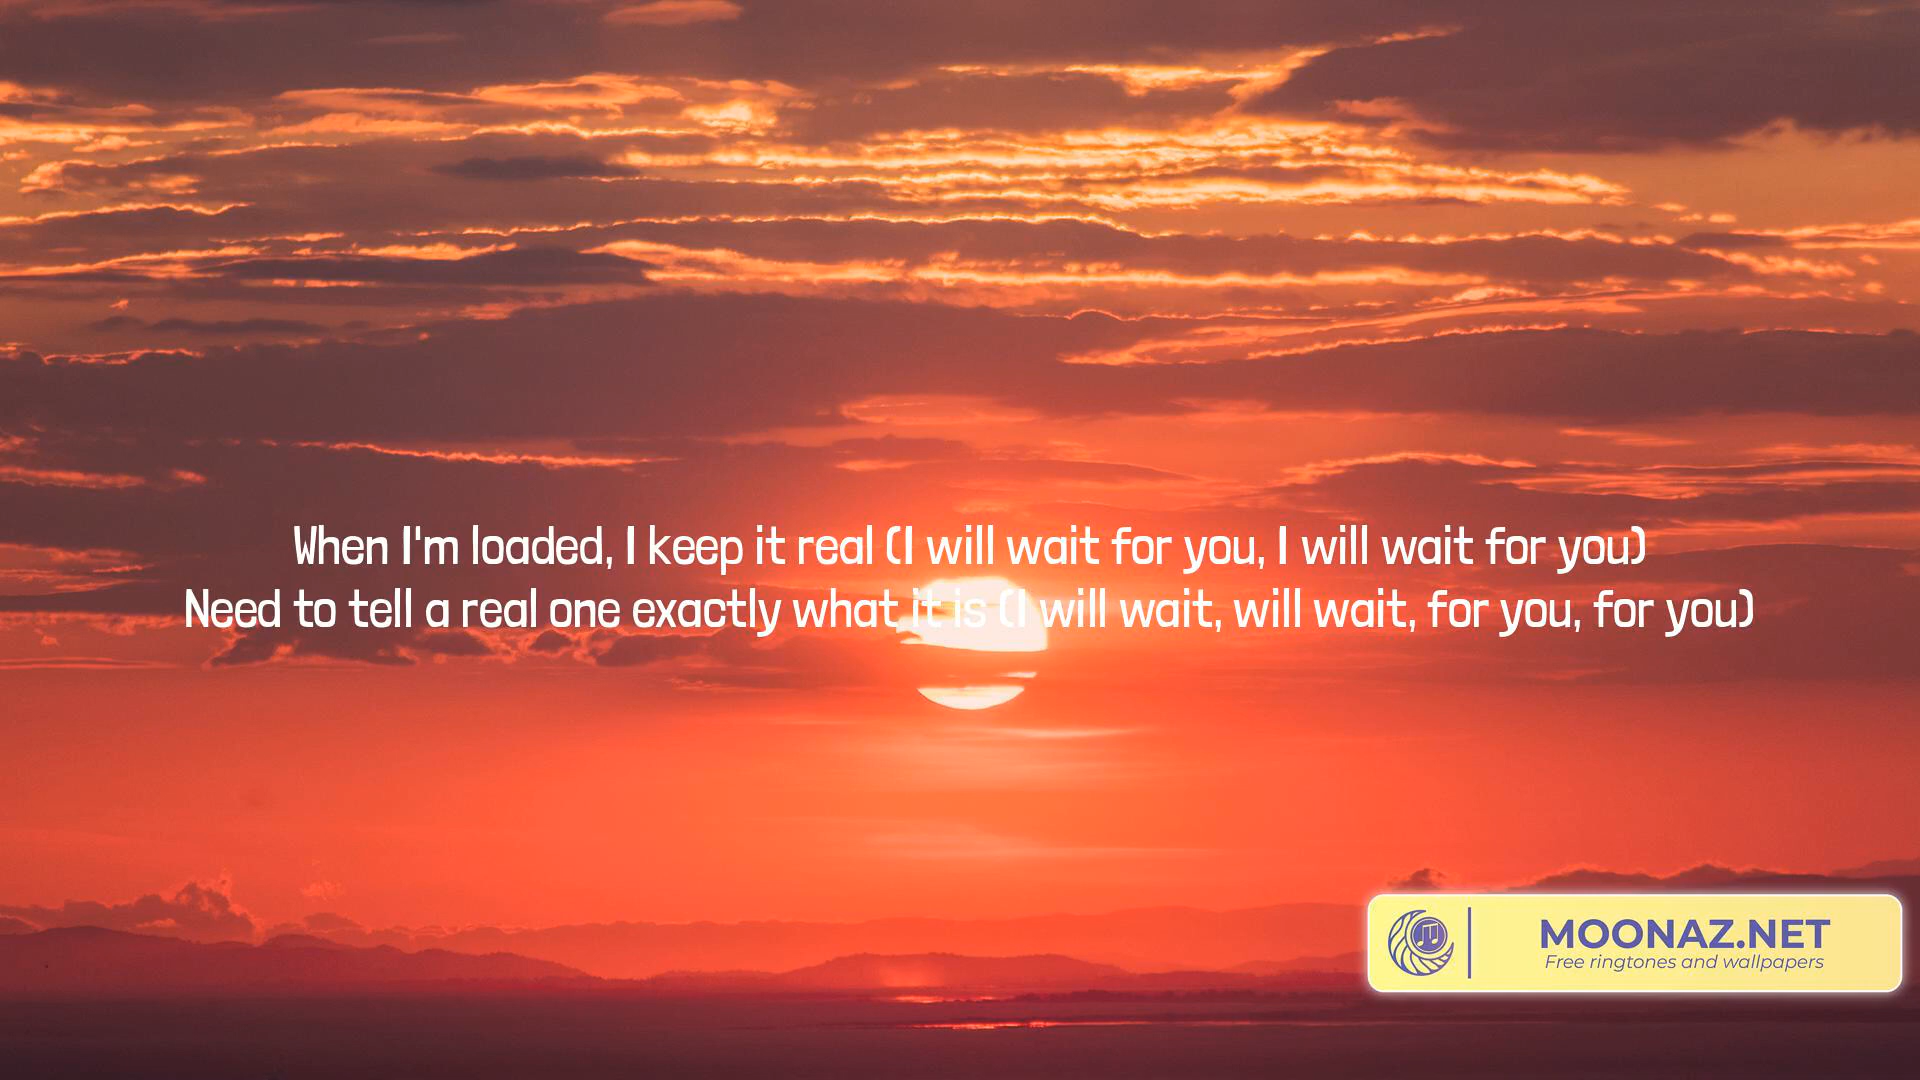 When I'm loaded, I keep it real (I will wait for you, I will wait for you)
Need to tell a real one exactly what it is (I will wait, will wait, for you, for you)
MOONAZ.NET
Free ringtones and wallpapers